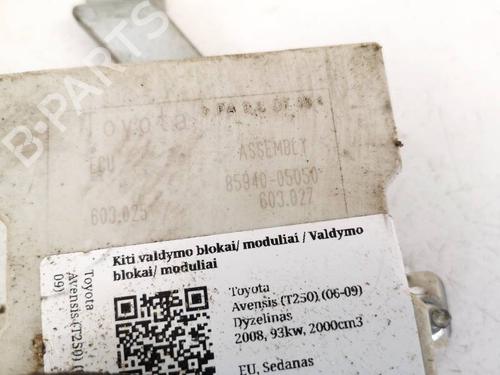 B-PARTS
Toyota
ECU
ASSEMBLY
85940-05050
603.025
603.027
Kiti valdymo blokai/ moduliai / Valdymo
blokai/ moduliai
Toyota
Avensis (T250) (06-09)
Dyzelinas
2008, 93kw, 2000cm3
EU, Sedanas
Toyota
Avensis (T250) (